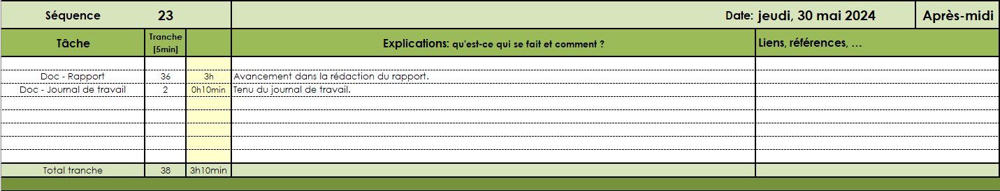 Séquence 23 Date: jeudi, 30 mai 2024 Après-midi
Tâche Tranche [5min] Explications: qu'est-ce qui se fait et comment ? Liens, références, ...
Doc - Rapport 36 3h Avancement dans la rédaction du rapport.
Doc - Journal de travail 2 0h10min Tenu du journal de travail.
Total tranche 38 3h10min